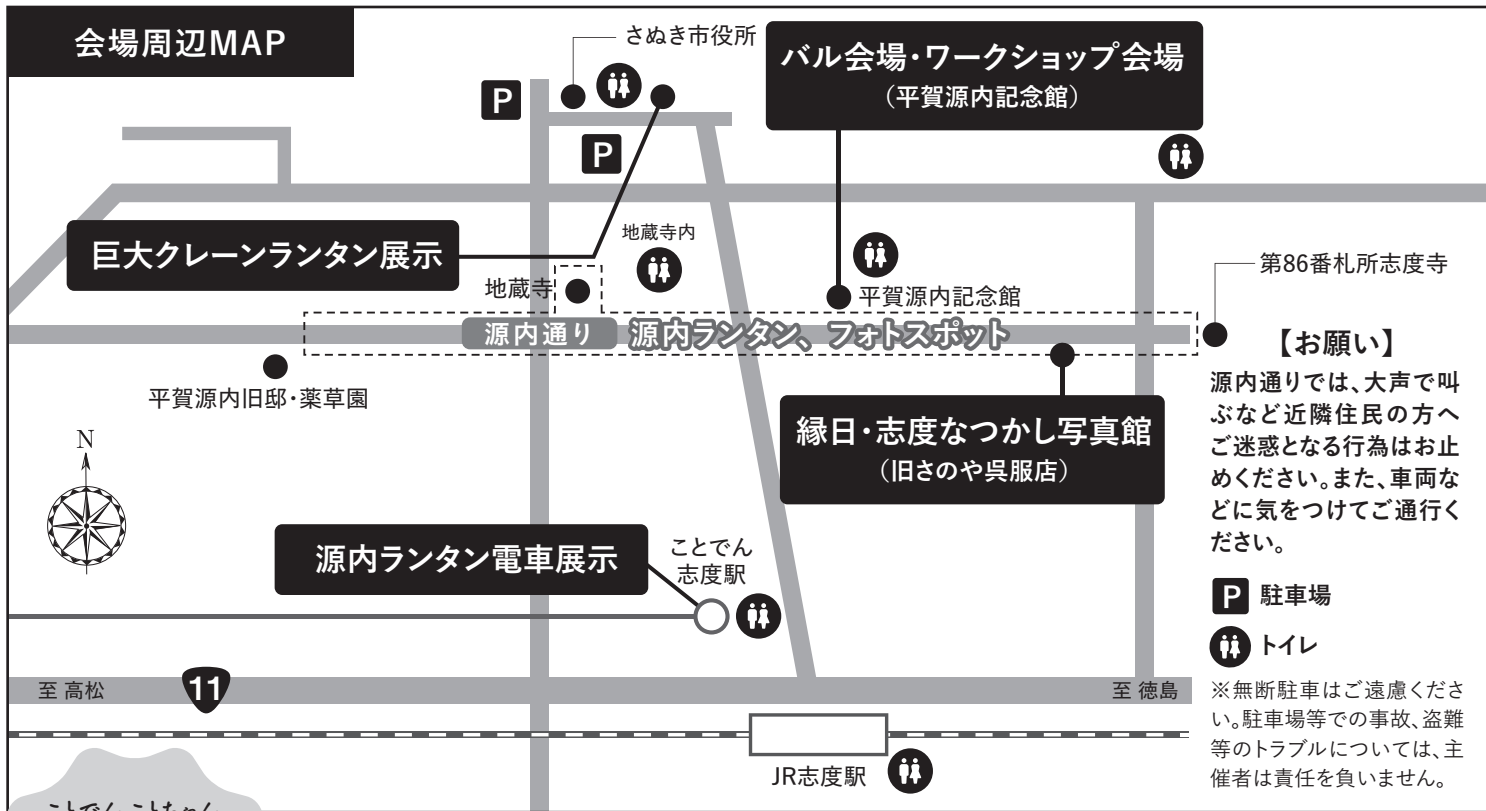 会場周辺MAP
さぬき市役所
バル会場・ワークショップ会場
（平賀源内記念館）
P
P
巨大クレーンランタン展示
地蔵寺内
地蔵寺
平賀源内記念館
第86番札所志度寺
源内通り 源内ランタン、フォトスポット
平賀源内旧邸・薬草園
縁日・志度なつかし写真館
（旧さのや呉服店）
【お願い】
源内通りでは、大声で叫
ぶなど近隣住民の方へ
ご迷惑となる行為はお止
めください。また、車両な
どに気をつけてご通行く
ださい。
N
源内ランタン電車展示
ことでん
志度駅
P 駐車場
トイレ
至 高松
11
至 徳島
※無断駐車はご遠慮くださ
い。駐車場等での事故、盗難
等のトラブルについては、主
催者は責任を負いません。
JR志度駅
ことでん ことちゃん